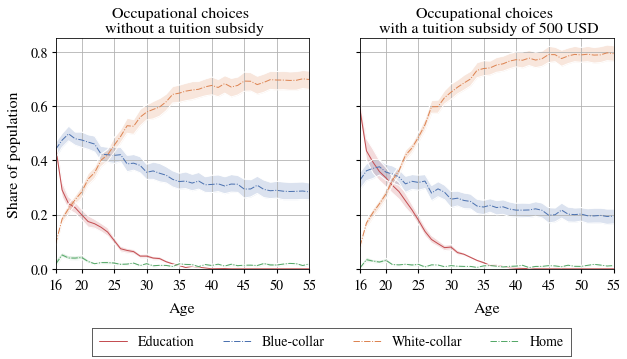 Occupational choices
without a tuition subsidy
Occupational choices
with a tuition subsidy of 500 USD
Share of population
0.8
0.6
0.4
0.2
0.0
16 20 25 30 35 40 45 50 55
16 20 25 30 35 40 45 50 55
Age
Age
Education Blue-collar White-collar Home